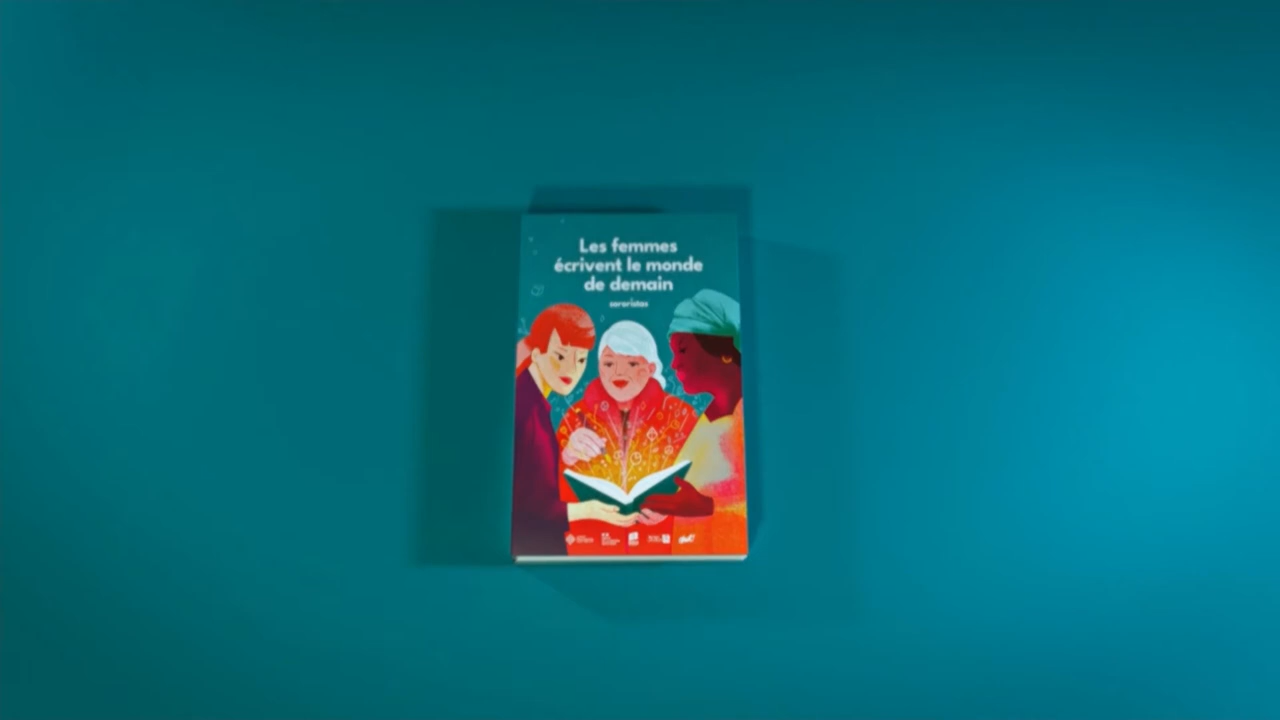 Les femmes
écrivent le monde
de demain
sororistas